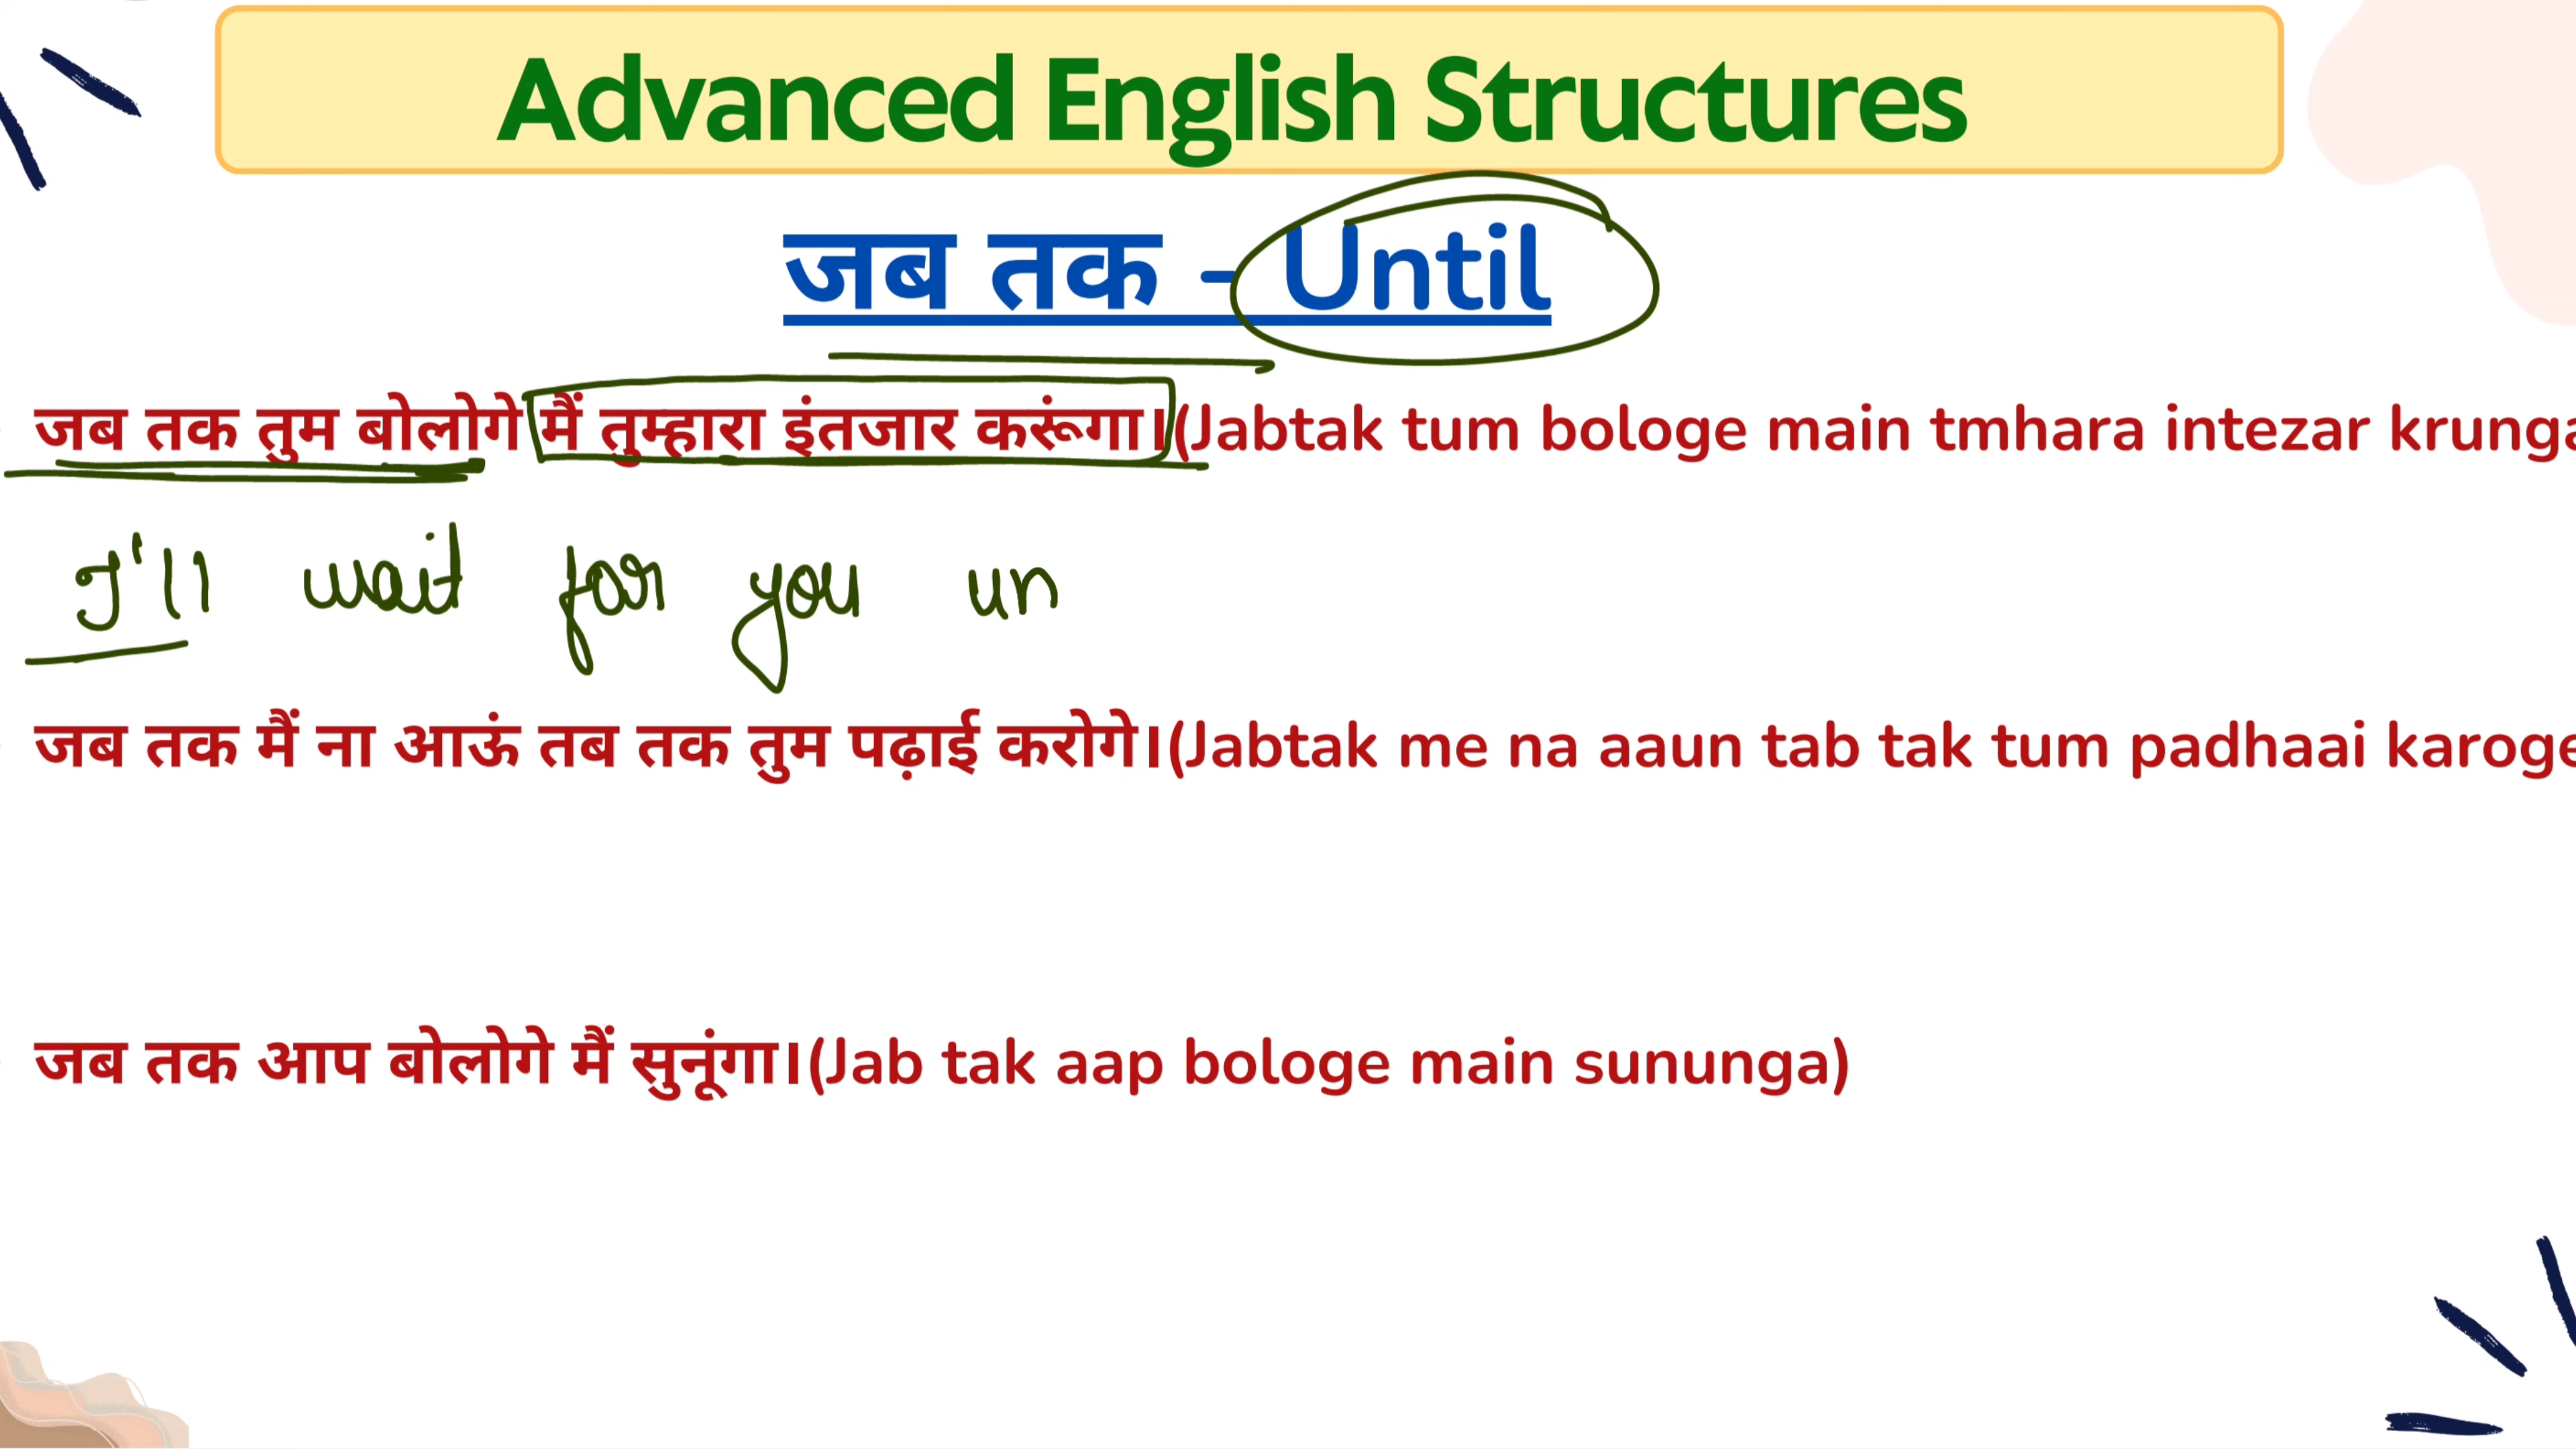 Advanced English Structures
जब तक - Until
जब तक तुम बोलोगे मैं तुम्हारा इंतजार करूंगा।(Jabtak tum bologe main tmhara intezar krunga
I'll wait for you un
जब तक मैं ना आऊं तब तक तुम पढ़ाई करोगे।(Jabtak me na aaun tab tak tum padhaai karoge
जब तक आप बोलोगे मैं सुनूंगा।(Jab tak aap bologe main sununga)